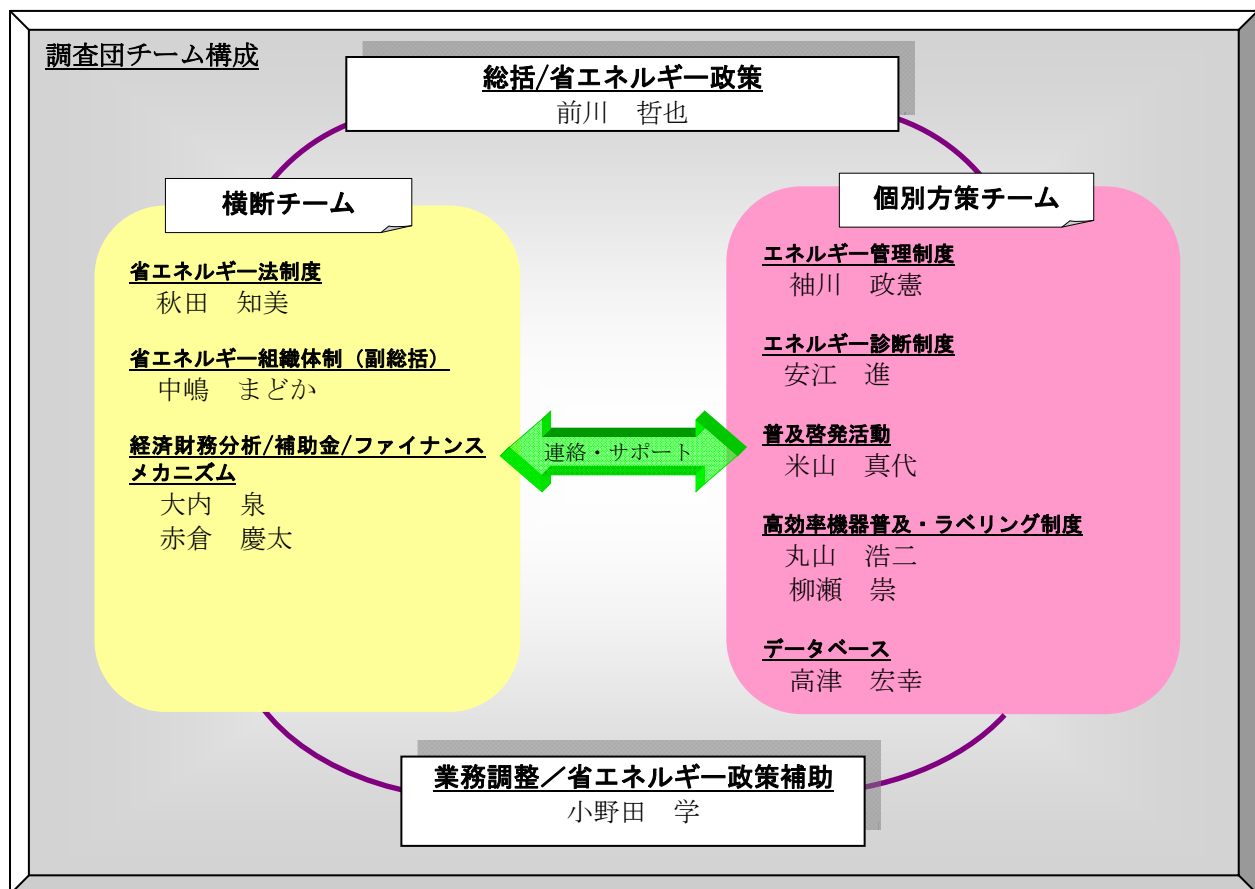 調査団チーム構成
総括/省エネルギー政策
前川　哲也
横断チーム
省エネルギー法制度
秋田　知美
省エネルギー組織体制（副総括）
中嶋　まどか
経済財務分析/補助金/ファイナンス
メカニズム
大内　泉
赤倉　慶太
連絡・サポート
個別方策チーム
エネルギー管理制度
袖川　政憲
エネルギー診断制度
安江　進
普及啓発活動
米山　真代
高効率機器普及・ラベリング制度
丸山　浩二
柳瀬　崇
データベース
高津　宏幸
業務調整／省エネルギー政策補助
小野田　学